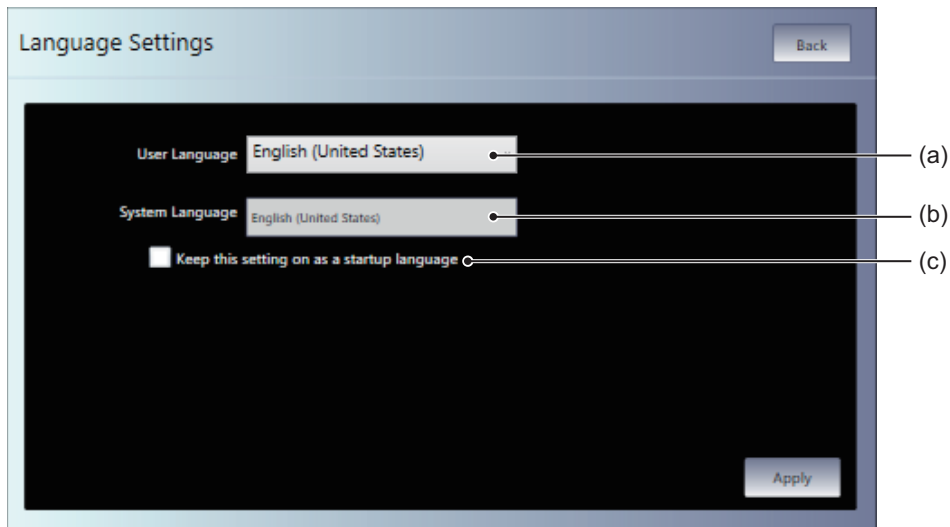 Language Settings
Back
User Language English (United States) (a)
System Language English (United States) (b)
Keep this setting on as a startup language (c)
Apply